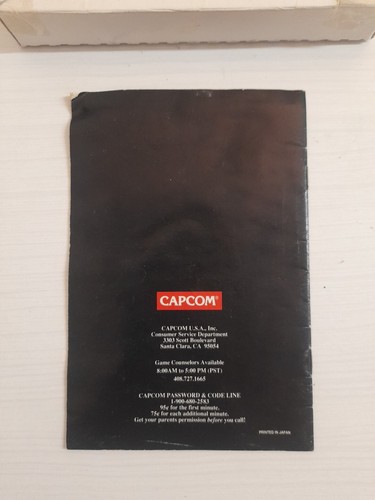 CAPCOM®
CAPCOM U.S.A., Inc.
Consumer Service Department
3303 Scott Boulevard
Santa Clara, CA 95054
Game Counselors Available
8:00AM to 5:00 PM (PST)
408.727.1665
CAPCOM PASSWORD & CODE LINE
1-900-680-2583
95¢ for the first minute.
75¢ for each additional minute.
Get your parents permission before you call!
PRINTED IN JAPAN